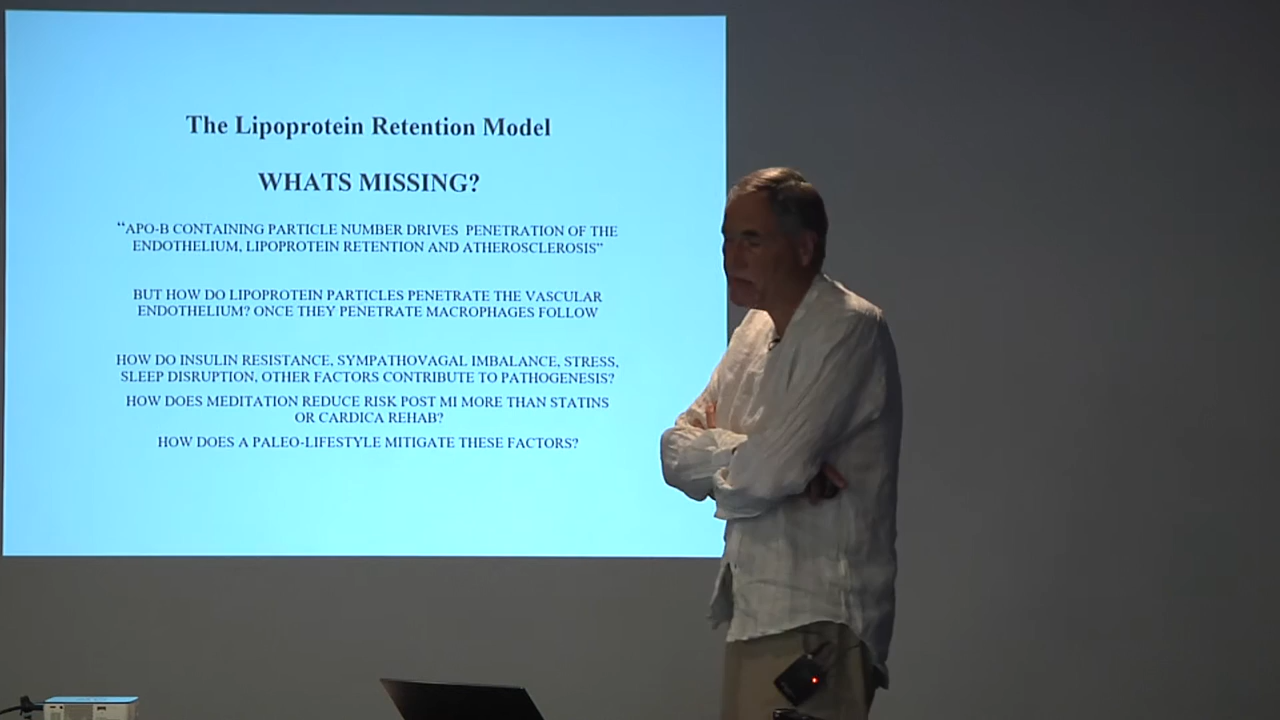 The Lipoprotein Retention Model
WHATS MISSING?
“APO-B CONTAINING PARTICLE NUMBER DRIVES PENETRATION OF THE
ENDOTHELIUM, LIPOPROTEIN RETENTION AND ATHEROSCLEROSIS”
BUT HOW DO LIPOPROTEIN PARTICLES PENETRATE THE VASCULAR
ENDOTHELIUM? ONCE THEY PENETRATE MACROPHAGES FOLLOW
HOW DO INSULIN RESISTANCE, SYMPATHOVAGAL IMBALANCE, STRESS,
SLEEP DISRUPTION, OTHER FACTORS CONTRIBUTE TO PATHOGENESIS?
HOW DOES MEDITATION REDUCE RISK POST MI MORE THAN STATINS
OR CARDICA REHAB?
HOW DOES A PALEO-LIFESTYLE MITIGATE THESE FACTORS?